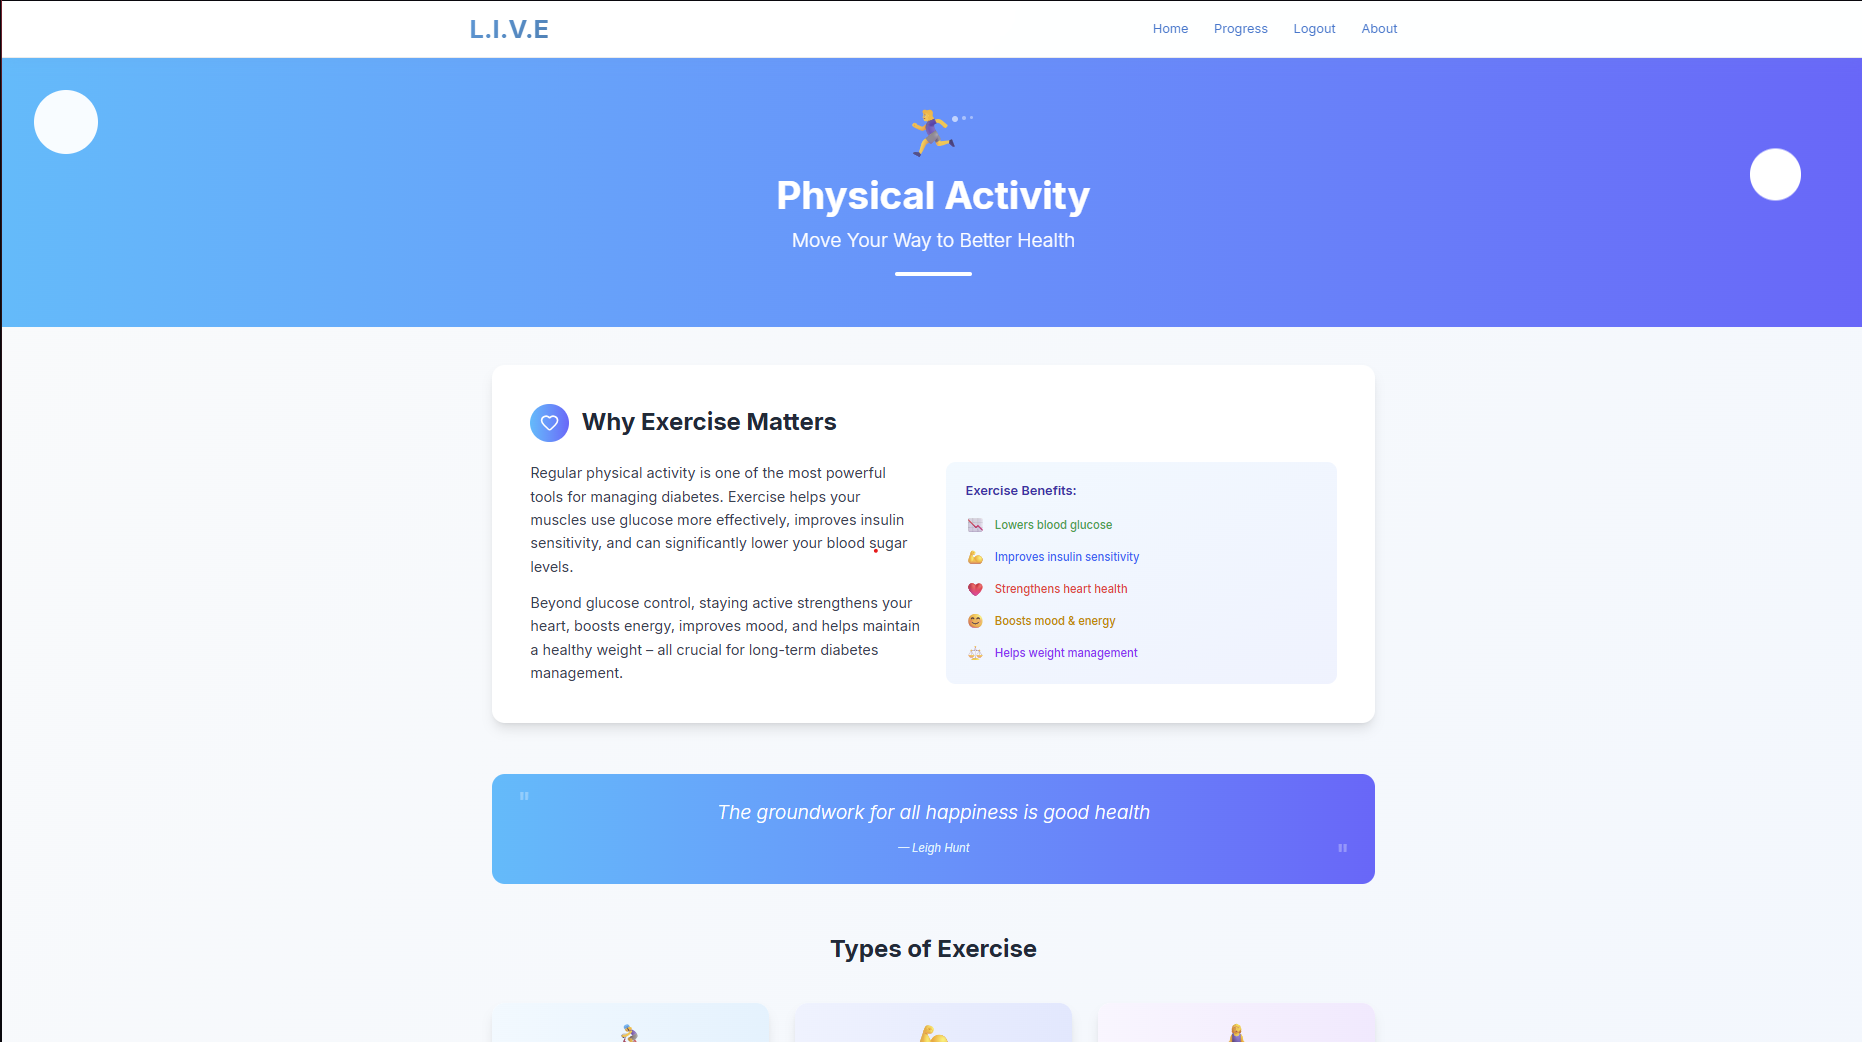 L.I.V.E
Home Progress Logout About
Physical Activity
Move Your Way to Better Health
Why Exercise Matters
Regular physical activity is one of the most powerful
tools for managing diabetes. Exercise helps your
muscles use glucose more effectively, improves insulin
sensitivity, and can significantly lower your blood sugar
levels.
Beyond glucose control, staying active strengthens your
heart, boosts energy, improves mood, and helps maintain
a healthy weight – all crucial for long-term diabetes
management.
Exercise Benefits:
Lowers blood glucose
Improves insulin sensitivity
Strengthens heart health
Boosts mood & energy
Helps weight management
"
The groundwork for all happiness is good health
— Leigh Hunt
"
Types of Exercise